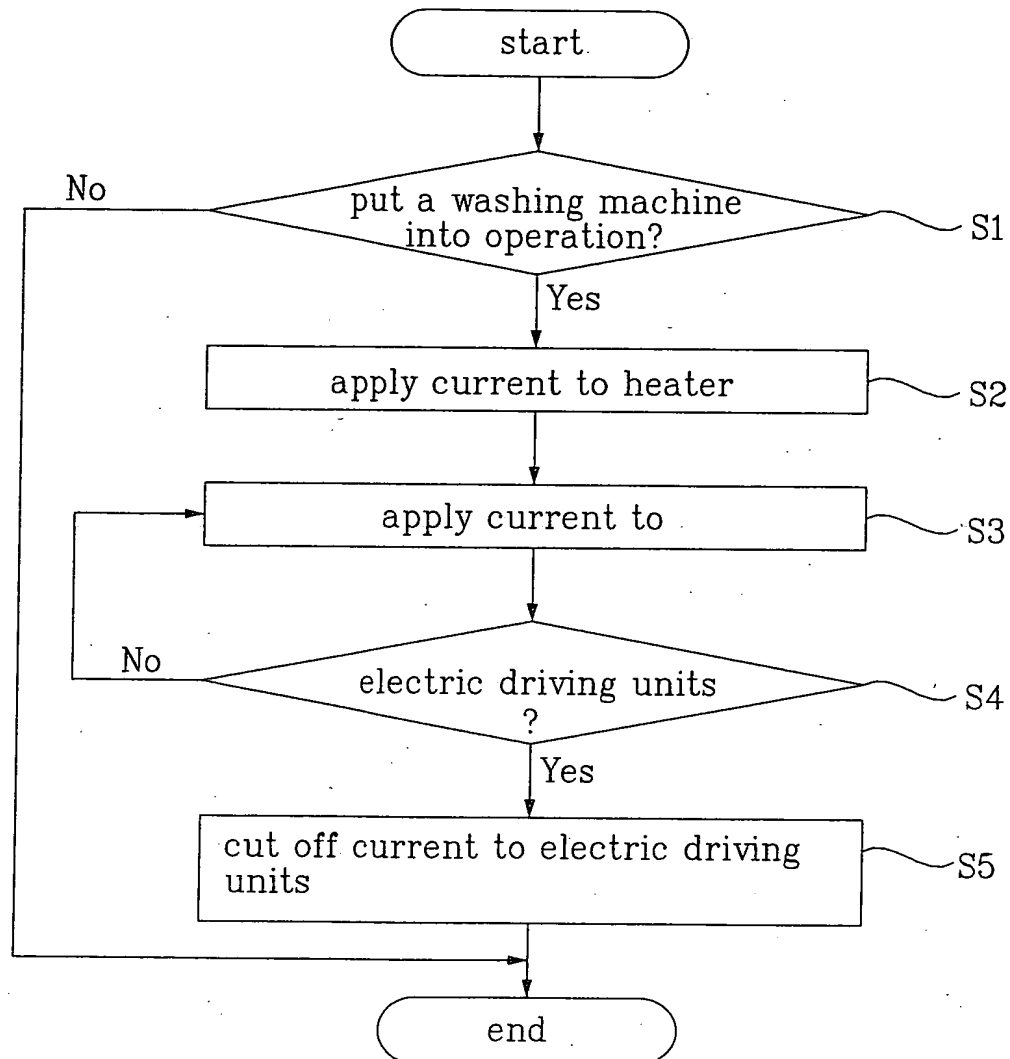 start
No
put a washing machine
into operation?
S1
Yes
apply current to heater
S2
apply current to
S3
No
electric driving units
?
S4
Yes
cut off current to electric driving
units
S5
end